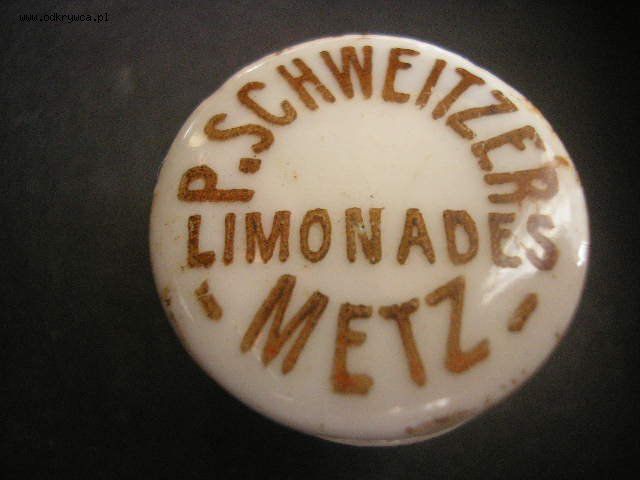 www.odkrywca.pl
P. SCHWEITZER
LIMONADES
- METZ -